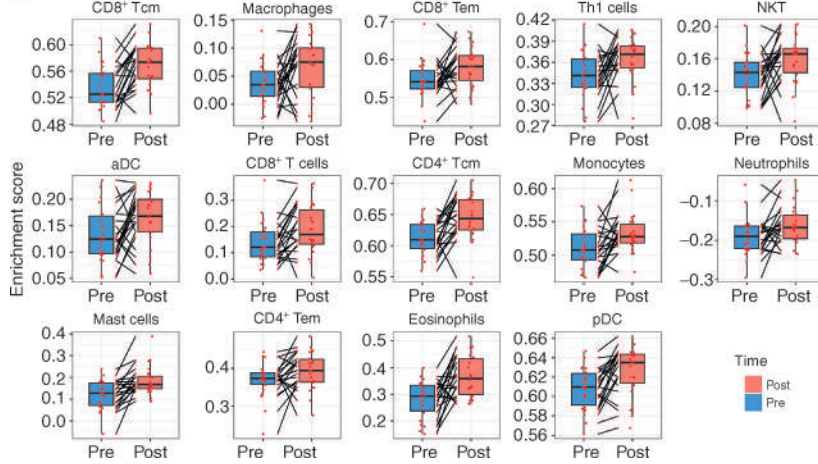 CD8⁺ Tcm
0.60
0.56
0.52
0.48
Pre Post
Macrophages
0.15
0.10
0.05
0.00
Pre Post
CD8⁺ Tem
0.7
0.6
0.5
Pre Post
Th1 cells
0.42
0.39
0.36
0.33
0.30
0.27
Pre Post
NKT
0.20
0.16
0.12
0.08
Pre Post
Enrichment score
aDC
0.20
0.15
0.10
0.05
Pre Post
CD8⁺ T cells
0.3
0.2
0.1
0.0
Pre Post
CD4⁺ Tcm
0.70
0.65
0.60
0.55
Pre Post
Monocytes
0.60
0.55
0.50
Pre Post
Neutrophils
−0.1
−0.2
−0.3
Pre Post
Mast cells
0.4
0.3
0.2
0.1
0.0
Pre Post
CD4⁺ Tem
0.4
0.3
Pre Post
Eosinophils
0.5
0.4
0.3
0.2
Pre Post
pDC
0.66
0.64
0.62
0.60
0.58
0.56
Pre Post
Time
Post
Pre